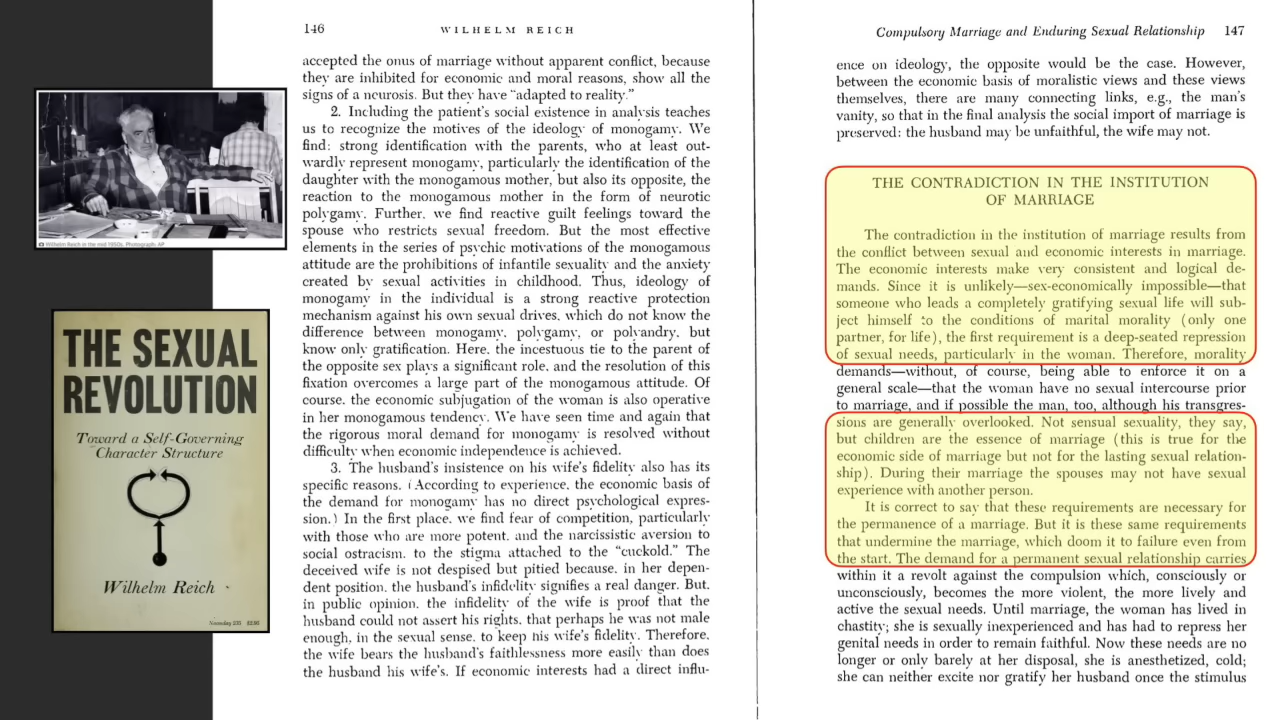 Wilhelm Reich in the mid 1950s. Photograph: AP
THE SEXUAL
REVOLUTION
Toward a Self-Governing
Character Structure
Wilhelm Reich
146
WILHELM REICH
accepted the onus of marriage without apparent conflict, because
they are inhibited for economic and moral reasons, show all the
signs of a neurosis. But they have “adapted to reality.”
2. Including the patient's social existence in analysis teaches
us to recognize the motives of the ideology of monogamy. We
find: strong identification with the parents, who at least out-
wardly represent monogamy, particularly the identification of the
daughter with the monogamous mother, but also its opposite, the
reaction to the monogamous mother in the form of neurotic
polygamy. Further, we find reactive guilt feelings toward the
spouse who restricts sexual freedom. But the most effective
elements in the series of psychic motivations of the monogamous
attitude are the prohibitions of infantile sexuality and the anxiety
created by sexual activities in childhood. Thus, ideology of
monogamy in the individual is a strong reactive protection
mechanism against his own sexual drives, which do not know the
difference between monogamy, polygamy, or polyandry, but
know only gratification. Here, the incestuous tie to the parent of
the opposite sex plays a significant role, and the resolution of this
fixation overcomes a large part of the monogamous attitude. Of
course, the economic subjugation of the woman is also operative
in her monogamous tendency. We have seen time and again that
the rigorous moral demand for monogamy is resolved without
difficulty when economic independence is achieved.
3. The husband's insistence on his wife's fidelity also has its
specific reasons. (According to experience, the economic basis of
the demand for monogamy has no direct psychological expres-
sion.) In the first place, we find fear of competition, particularly
with those who are more potent, and the narcissistic aversion to
social ostracism, to the stigma attached to the “cuckold.” The
deceived wife is not despised but pitied because, in her depen-
dent position, the husband's infidelity signifies a real danger. But,
in public opinion, the infidelity of the wife is proof that the
husband could not assert his rights, that perhaps he was not male
enough, in the sexual sense, to keep his wife's fidelity. Therefore,
the wife bears the husband's faithlessness more easily than does
the husband his wife's. If economic interests had a direct influ-
Compulsory Marriage and Enduring Sexual Relationship 147
ence on ideology, the opposite would be the case. However,
between the economic basis of moralistic views and these views
themselves, there are many connecting links, e.g., the man's
vanity, so that in the final analysis the social import of marriage is
preserved: the husband may be unfaithful, the wife may not.
THE CONTRADICTION IN THE INSTITUTION
OF MARRIAGE
The contradiction in the institution of marriage results from
the conflict between sexual and economic interests in marriage.
The economic interests make very consistent and logical de-
mands. Since it is unlikely—sex-economically impossible—that
someone who leads a completely gratifying sexual life will sub-
ject himself to the conditions of marital morality (only one
partner, for life), the first requirement is a deep-seated repression
of sexual needs, particularly in the woman. Therefore, morality
demands—without, of course, being able to enforce it on a
general scale—that the woman have no sexual intercourse prior
to marriage, and if possible the man, too, although his transgres-
sions are generally overlooked. Not sensual sexuality, they say,
but children are the essence of marriage (this is true for the
economic side of marriage but not for the lasting sexual relation-
ship). During their marriage the spouses may not have sexual
experience with another person.
It is correct to say that these requirements are necessary for
the permanence of a marriage. But it is these same requirements
that undermine the marriage, which doom it to failure even from
the start. The demand for a permanent sexual relationship carries
within it a revolt against the compulsion which, consciously or
unconsciously, becomes the more violent, the more lively and
active the sexual needs. Until marriage, the woman has lived in
chastity; she is sexually inexperienced and has had to repress her
genital needs in order to remain faithful. Now these needs are no
longer or only barely at her disposal, she is anesthetized, cold;
she can neither excite nor gratify her husband once the stimulus